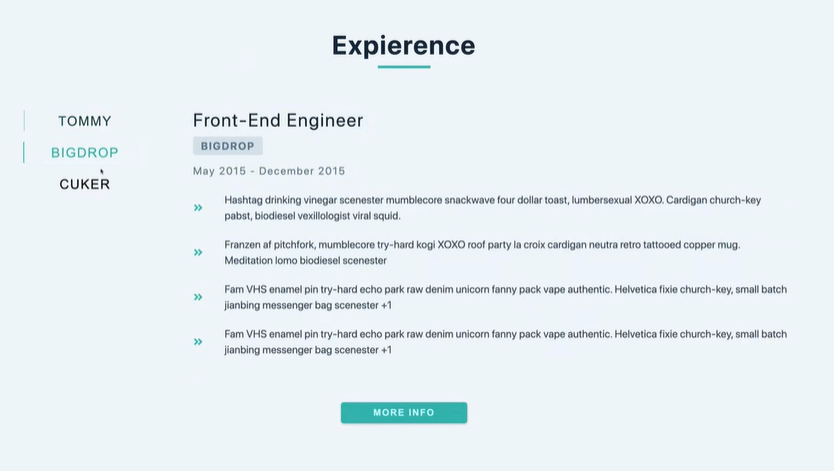 Expierence
TOMMY
BIGDROP
CUKER
Front-End Engineer
BIGDROP
May 2015 - December 2015
Hashtag drinking vinegar scenester mumblecore snackwave four dollar toast, lumbersexual XOXO. Cardigan church-key
pabst, biodiesel vexillologist viral squid.
Franzen af pitchfork, mumblecore try-hard kogi XOXO roof party la croix cardigan neutra retro tattooed copper mug.
Meditation lomo biodiesel scenester
Fam VHS enamel pin try-hard echo park raw denim unicorn fanny pack vape authentic. Helvetica fixie church-key, small batch
jianbing messenger bag scenester +1
Fam VHS enamel pin try-hard echo park raw denim unicorn fanny pack vape authentic. Helvetica fixie church-key, small batch
jianbing messenger bag scenester +1
MORE INFO